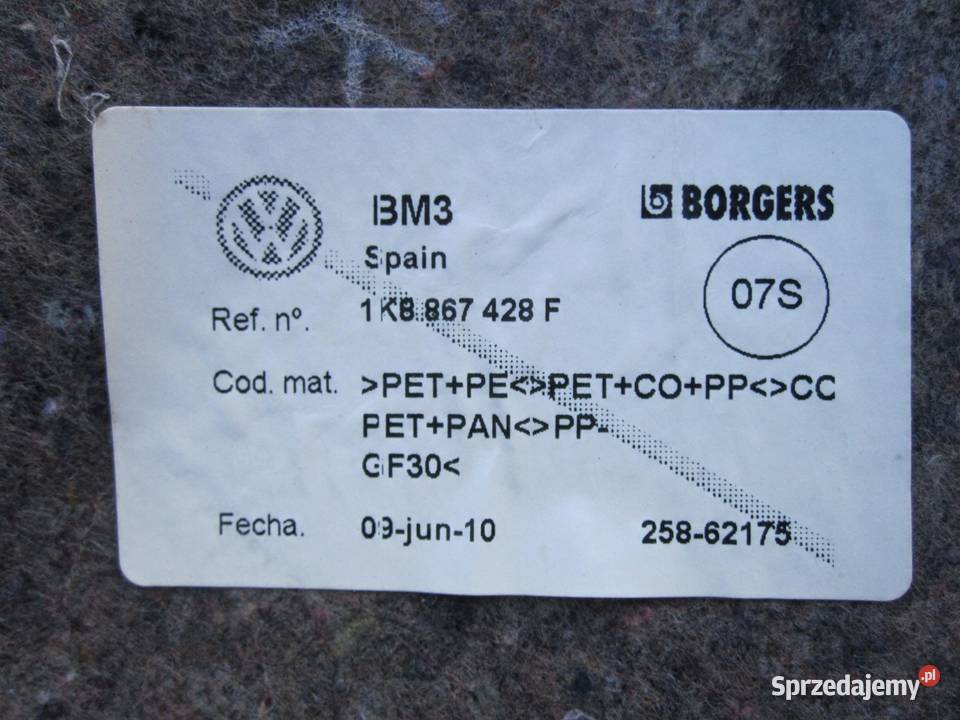 BM3
BORGERS
Spain
07S
Ref. nº. 1K8 867 428 F
Cod. mat. >PET+PE<>PET+CO+PP<>CC
PET+PAN<>PP-
GF30<
Fecha. 09-jun-10 258-62175
Sprzedajemy.pl